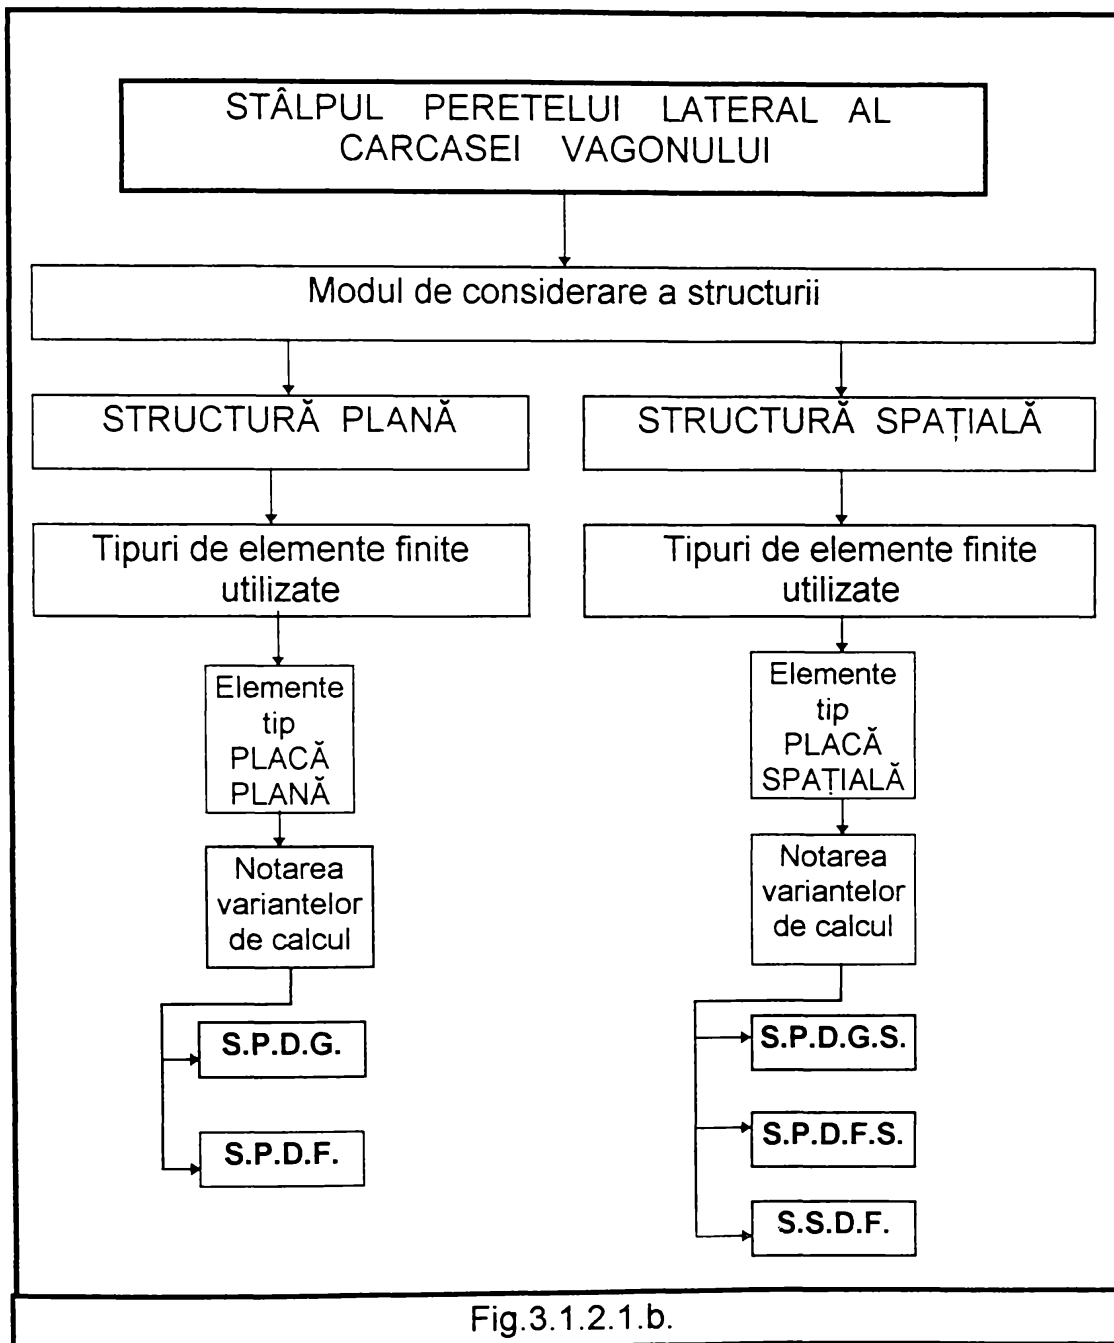 STÂLPUL PERETELUI LATERAL AL
CARCASEI VAGONULUI
Modul de considerare a structurii
STRUCTURĂ PLANĂ
STRUCTURĂ SPAȚIALĂ
Tipuri de elemente finite
utilizate
Tipuri de elemente finite
utilizate
Elemente
tip
PLACĂ
PLANĂ
Elemente
tip
PLACĂ
SPAȚIALĂ
Notarea
variantelor
de calcul
Notarea
variantelor
de calcul
S.P.D.G.
S.P.D.F.
S.P.D.G.S.
S.P.D.F.S.
S.S.D.F.
Fig.3.1.2.1.b.